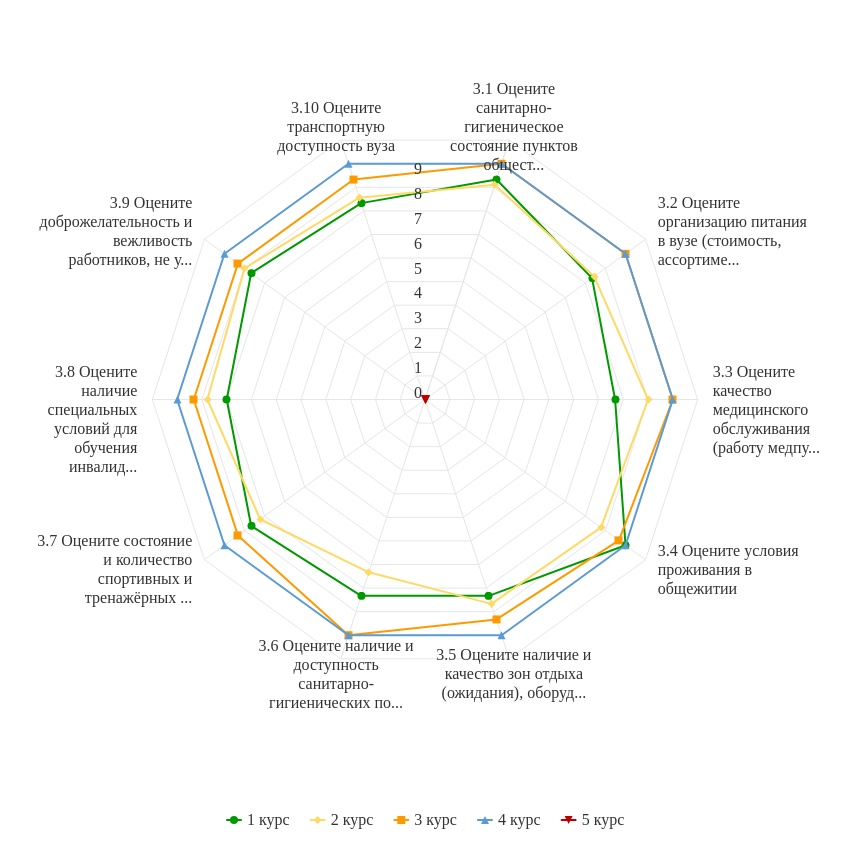 3.1 Оцените
санитарно-
гигиеническое
состояние пунктов
общест...
3.2 Оцените
организацию питания
в вузе (стоимость,
ассортиме...
3.3 Оцените
качество
медицинского
обслуживания
(работу медпу...
3.4 Оцените условия
проживания в
общежитии
3.5 Оцените наличие и
качество зон отдыха
(ожидания), оборуд...
3.6 Оцените наличие и
доступность
санитарно-
гигиенических по...
3.7 Оцените состояние
и количество
спортивных и
тренажёрных ...
3.8 Оцените
наличие
специальных
условий для
обучения
инвалид...
3.9 Оцените
доброжелательность и
вежливость
работников, не у...
3.10 Оцените
транспортную
доступность вуза
9
8
7
6
5
4
3
2
1
0
1 курс
2 курс
3 курс
4 курс
5 курс